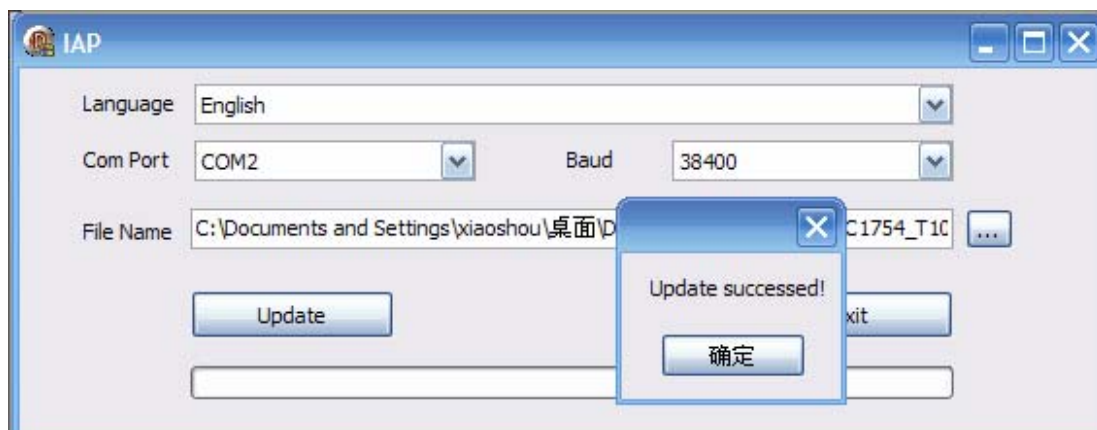 IAP
Language English
Com Port COM2 Baud 38400
File Name C:\Documents and Settings\xiaoshou\桌面\D C1754_T10 ...
Update successed!
Update xit
确定